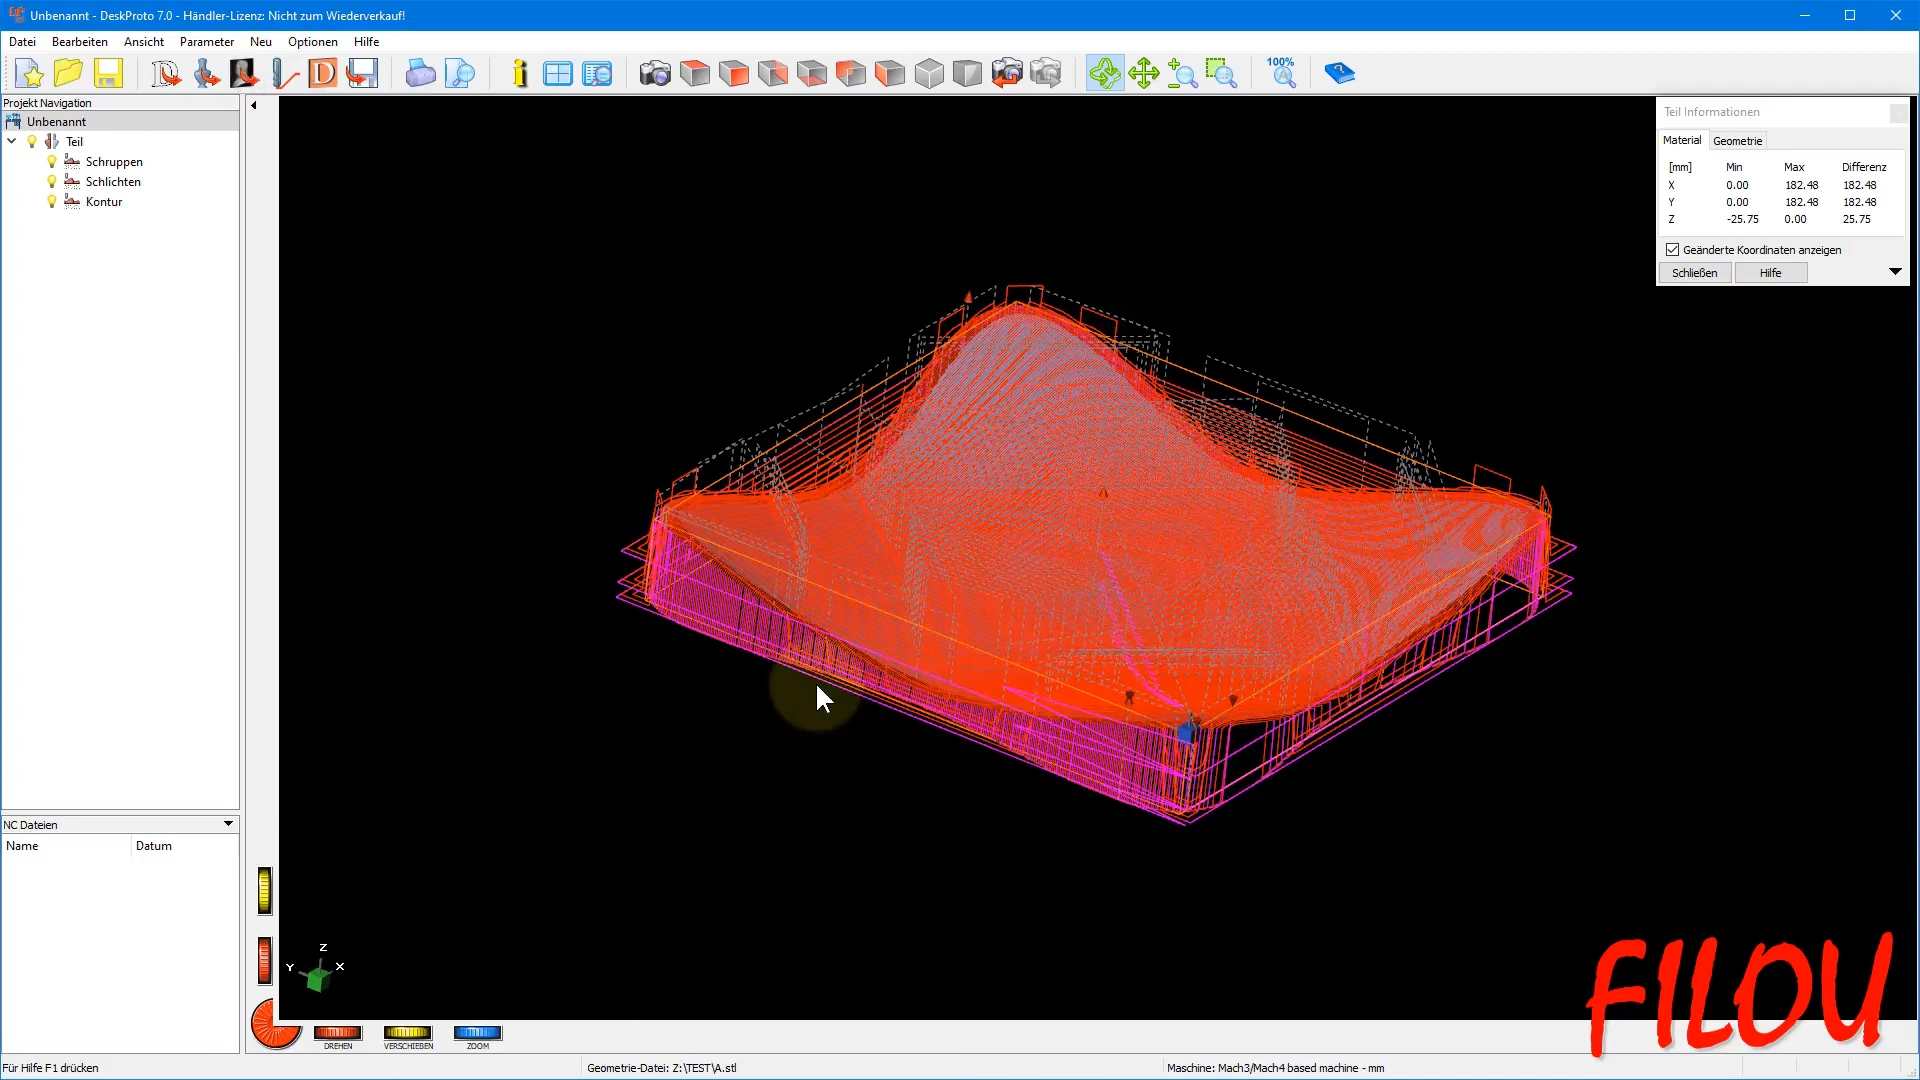 Unbenannt - DeskProto 7.0 - Händler-Lizenz: Nicht zum Wiederverkauf!
Datei Bearbeiten Ansicht Parameter Neu Optionen Hilfe
100%
Projekt Navigation
Unbenannt
Teil
Schruppen
Schlichten
Kontur
NC Dateien
Name Datum
Teil Informationen
Material Geometrie
[mm] Min Max Differenz
X 0.00 182.48 182.48
Y 0.00 182.48 182.48
Z -25.75 0.00 25.75
Geänderte Koordinaten anzeigen
Schließen Hilfe
Z
Y X
DREHEN VERSCHIEBEN ZOOM
FILOU
Für Hilfe F1 drücken Geometrie-Datei: Z:\TEST\A.stl Maschine: Mach3/Mach4 based machine - mm